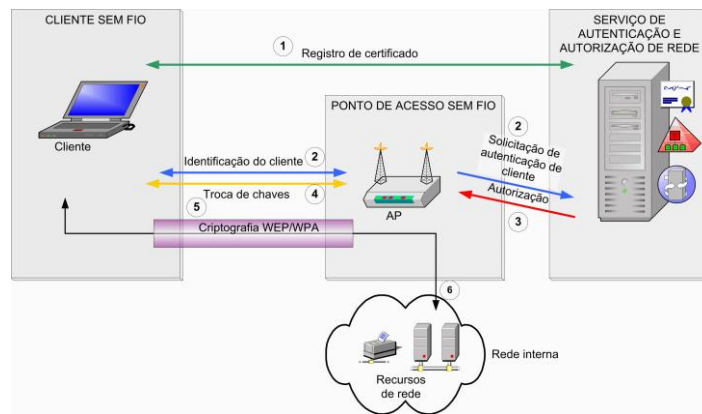 CLIENTE SEM FIO
SERVIÇO DE
AUTENTICAÇÃO E
AUTORIZAÇÃO DE REDE
1
Registro de certificado
Cliente
PONTO DE ACESSO SEM FIO
Identificação do cliente
2
Troca de chaves
4
2
Solicitação de
autenticação de
cliente
Autorização
3
AP
5
Criptografia WEP/WPA
6
Rede interna
Recursos
de rede